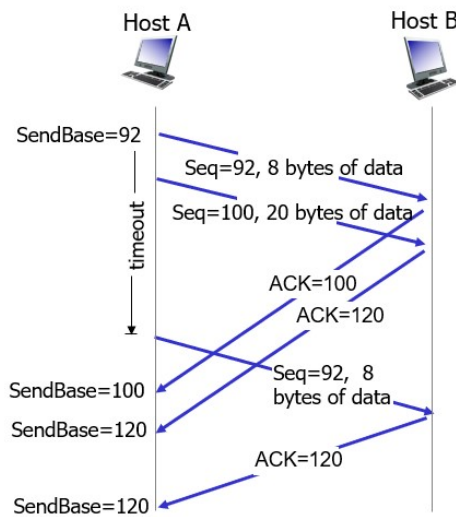 Host A
Host B
SendBase=92
Seq=92, 8 bytes of data
Seq=100, 20 bytes of data
timeout
ACK=100
ACK=120
Seq=92,  8
bytes of data
SendBase=100
SendBase=120
ACK=120
SendBase=120